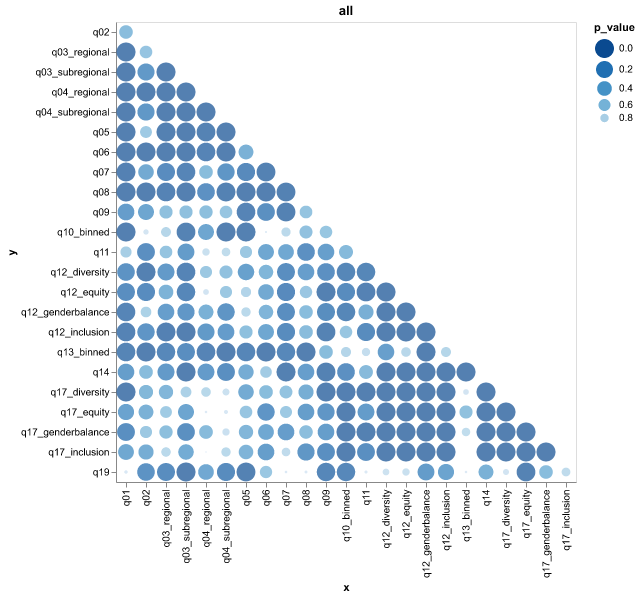 all
p_value
0.0
0.2
0.4
0.6
0.8
y
q02
q03_regional
q03_subregional
q04_regional
q04_subregional
q05
q06
q07
q08
q09
q10_binned
q11
q12_diversity
q12_equity
q12_genderbalance
q12_inclusion
q13_binned
q14
q17_diversity
q17_equity
q17_genderbalance
q17_inclusion
q19
q01
q02
q03_regional
q03_subregional
q04_regional
q04_subregional
q05
q06
q07
q08
q09
q10_binned
q11
q12_diversity
q12_equity
q12_genderbalance
q12_inclusion
q13_binned
q14
q17_diversity
q17_equity
q17_genderbalance
q17_inclusion
x